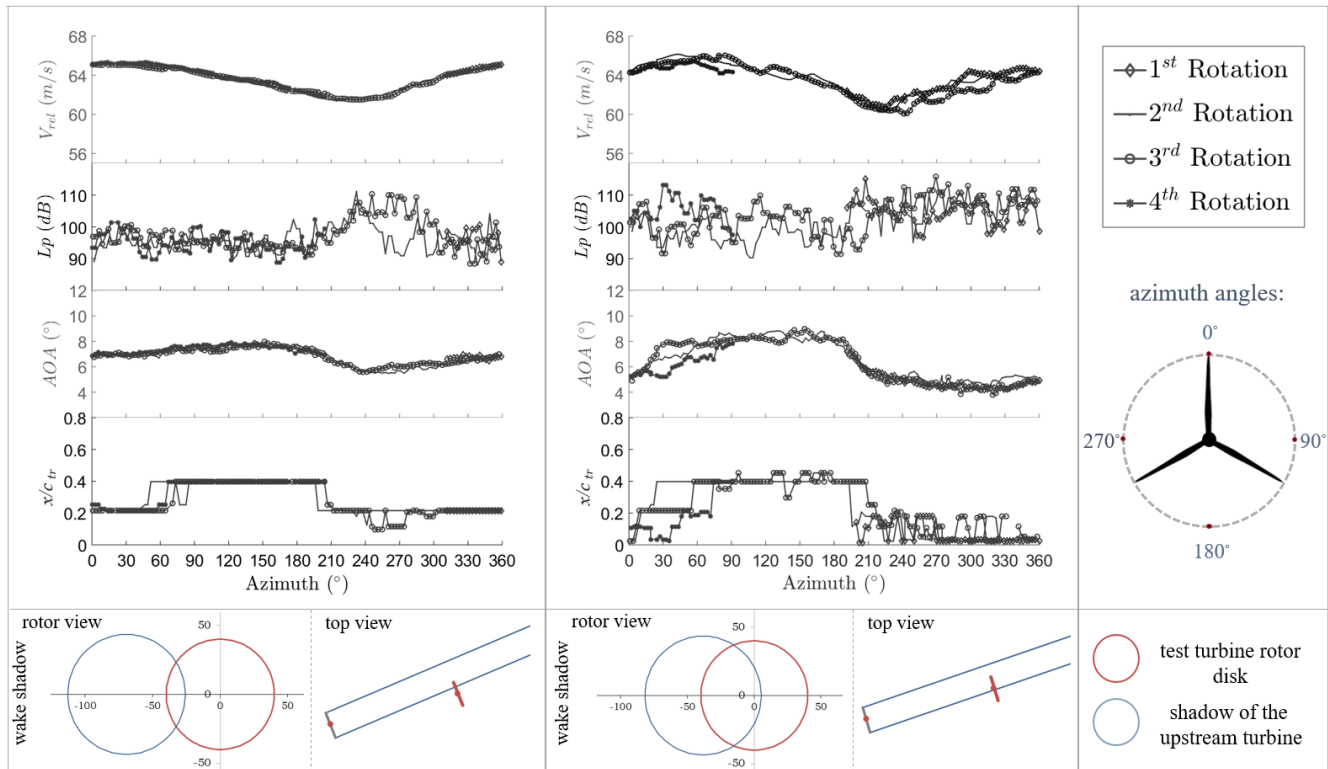 68
64
60
56
V_rel (m/s)
110
100
90
Lp (dB)
12
10
8
6
4
AOA (°)
0.8
0.6
0.4
0.2
0
x/c_tr
0 30 60 90 120 150 180 210 240 270 300 330 360
Azimuth (°)
68
64
60
56
V_rel (m/s)
110
100
90
Lp (dB)
12
10
8
6
4
AOA (°)
0.8
0.6
0.4
0.2
0
x/c_tr
0 30 60 90 120 150 180 210 240 270 300 330 360
Azimuth (°)
1st Rotation
2nd Rotation
3rd Rotation
4th Rotation
azimuth angles:
0°
270°
90°
180°
wake shadow
rotor view
50
-100 -50 0 50
-50
top view
wake shadow
rotor view
50
-100 -50 0 50
-50
top view
test turbine rotor
disk
shadow of the
upstream turbine